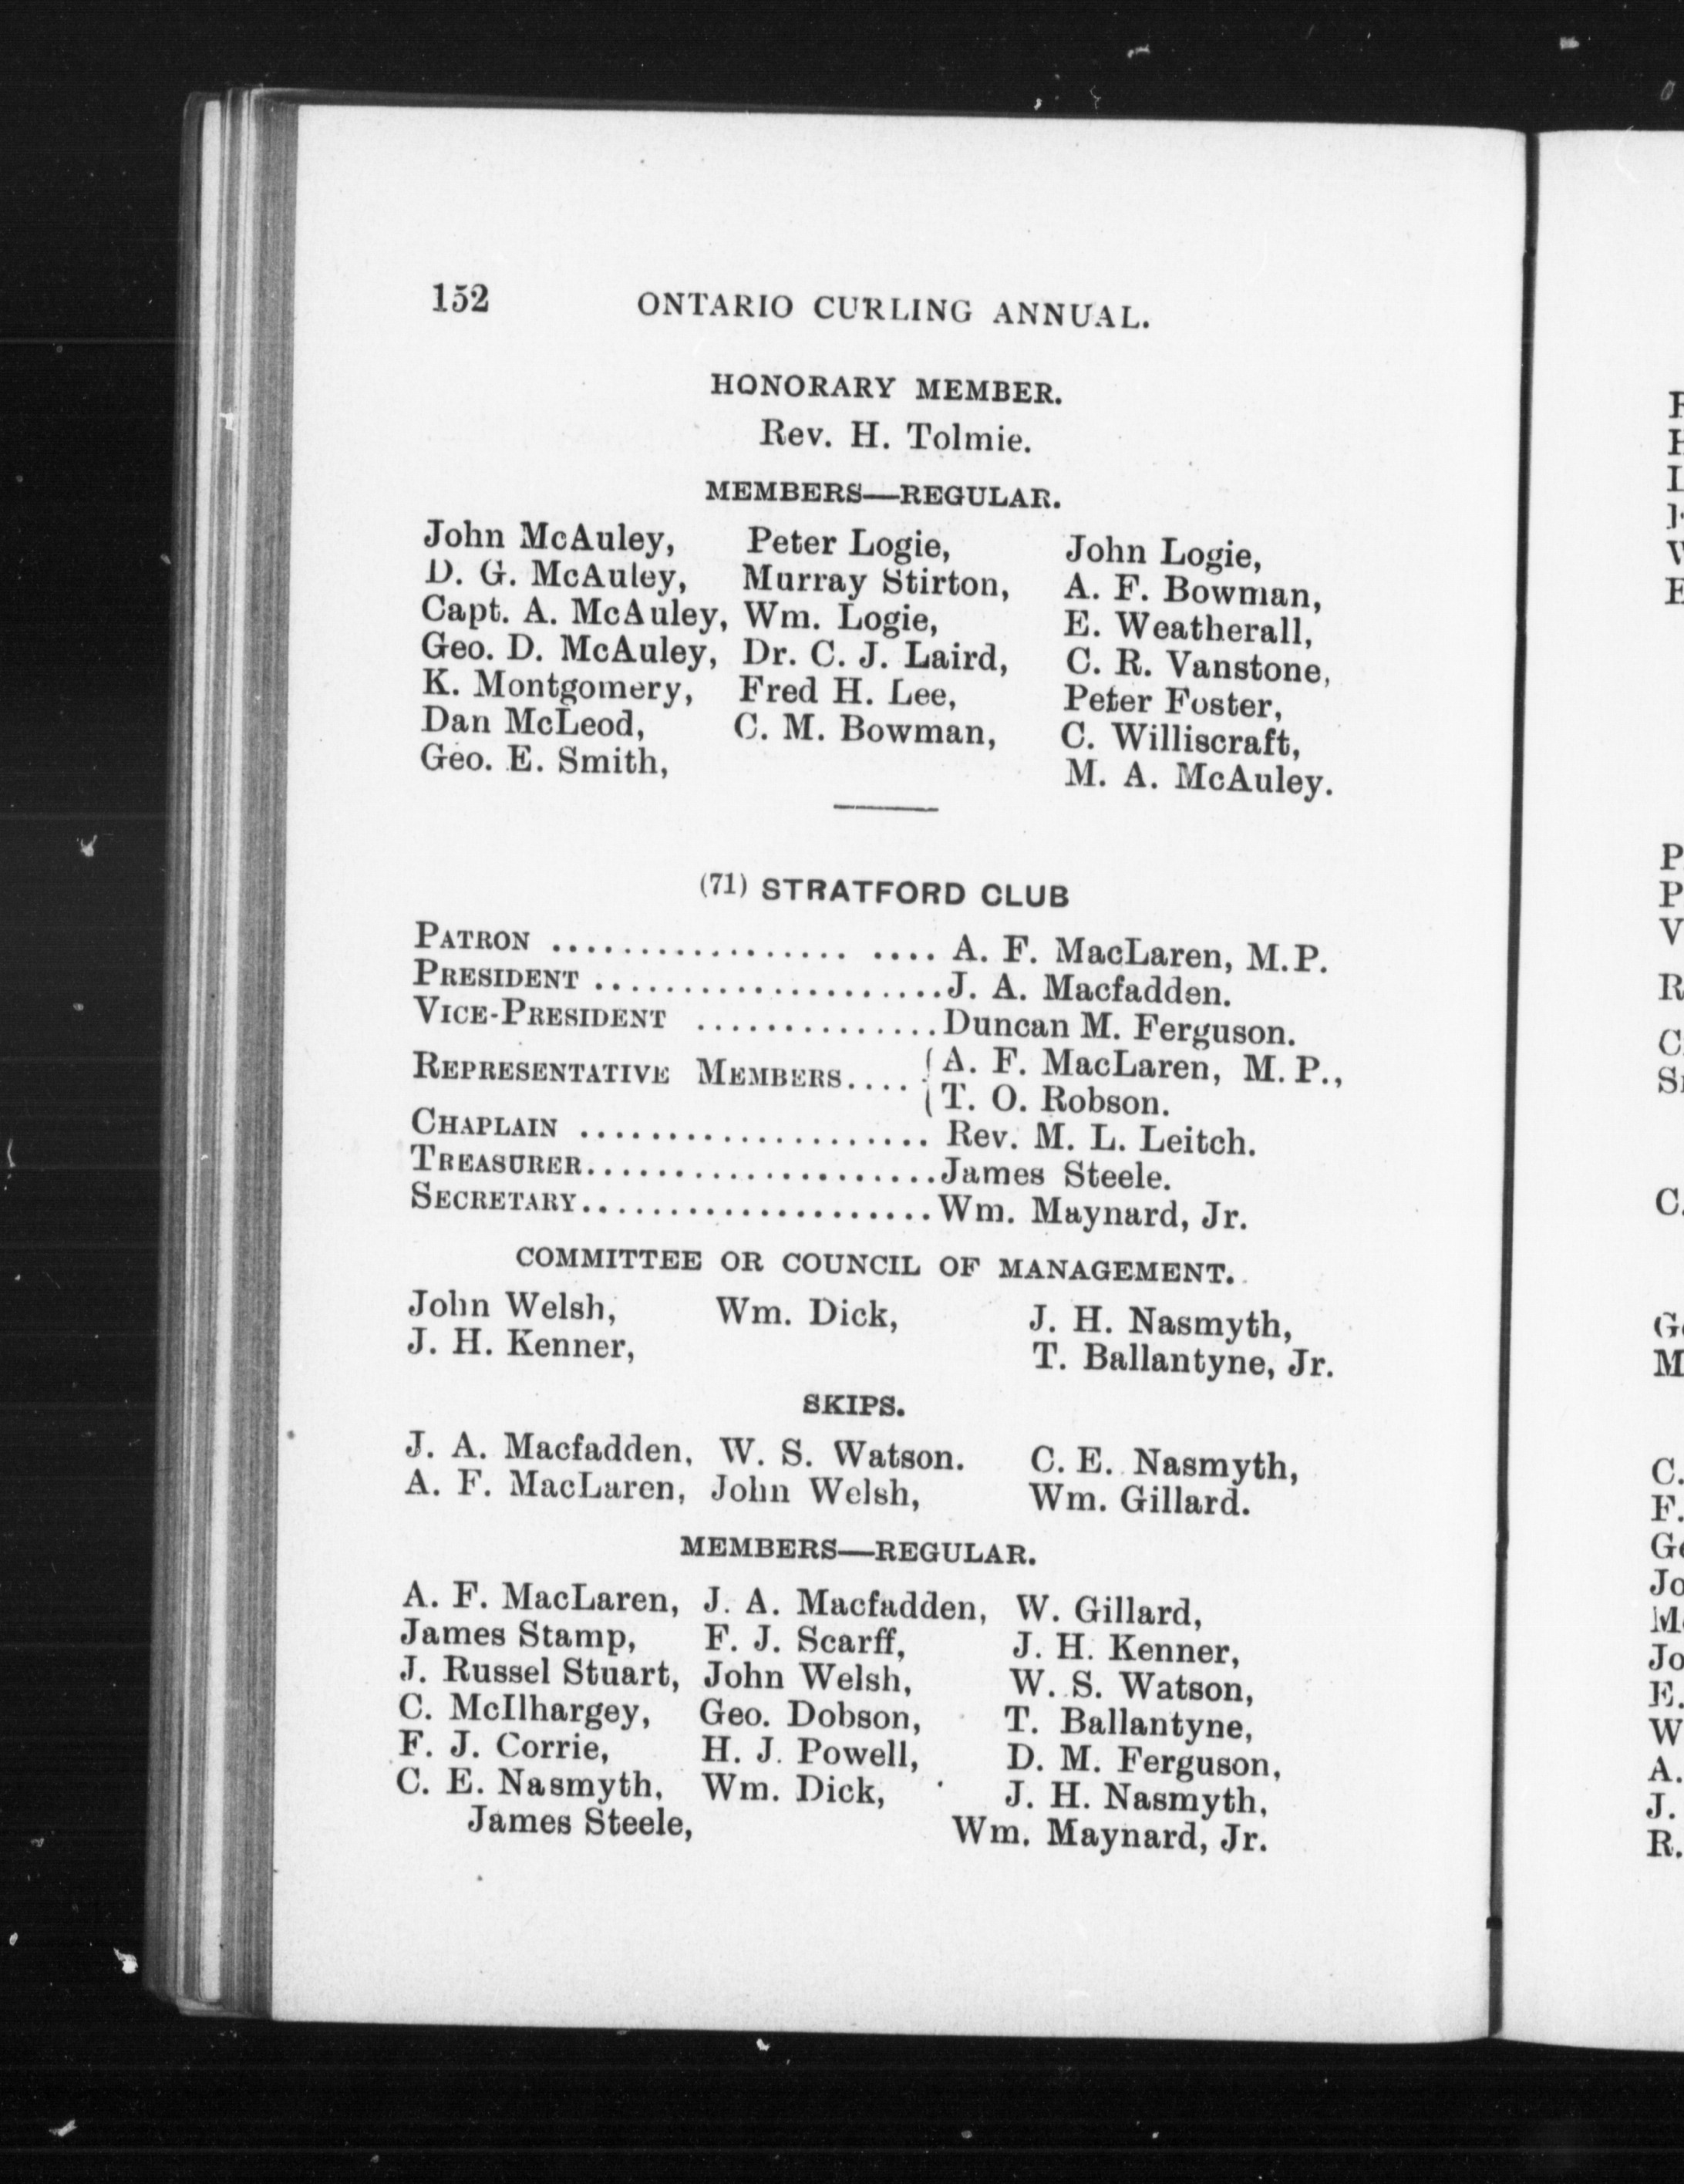 152 ONTARIO CURLING ANNUAL.
HONORARY MEMBER.
Rev. H. Tolmie.
MEMBERS—REGULAR.
John McAuley, Peter Logie, John Logie,
D. G. McAuley, Murray Stirton, A. F. Bowman,
Capt. A. McAuley, Wm. Logie, E. Weatherall,
Geo. D. McAuley, Dr. C. J. Laird, C. R. Vanstone,
K. Montgomery, Fred H. Lee, Peter Foster,
Dan McLeod, C. M. Bowman, C. Williscraft,
Geo. E. Smith, M. A. McAuley.
(71) STRATFORD CLUB
PATRON .................. .... A. F. MacLaren, M.P.
PRESIDENT ....................J. A. Macfadden.
VICE-PRESIDENT ..............Duncan M. Ferguson.
REPRESENTATIVE MEMBERS.... { A. F. MacLaren, M. P.,
T. O. Robson.
CHAPLAIN .................... Rev. M. L. Leitch.
TREASURER....................James Steele.
SECRETARY....................Wm. Maynard, Jr.
COMMITTEE OR COUNCIL OF MANAGEMENT.
John Welsh, Wm. Dick, J. H. Nasmyth,
J. H. Kenner, T. Ballantyne, Jr.
SKIPS.
J. A. Macfadden, W. S. Watson. C. E. Nasmyth,
A. F. MacLaren, John Welsh, Wm. Gillard.
MEMBERS—REGULAR.
A. F. MacLaren, J. A. Macfadden, W. Gillard,
James Stamp, F. J. Scarff, J. H. Kenner,
J. Russel Stuart, John Welsh, W. S. Watson,
C. McIlhargey, Geo. Dobson, T. Ballantyne,
F. J. Corrie, H. J. Powell, D. M. Ferguson,
C. E. Nasmyth, Wm. Dick, J. H. Nasmyth,
James Steele, Wm. Maynard, Jr.